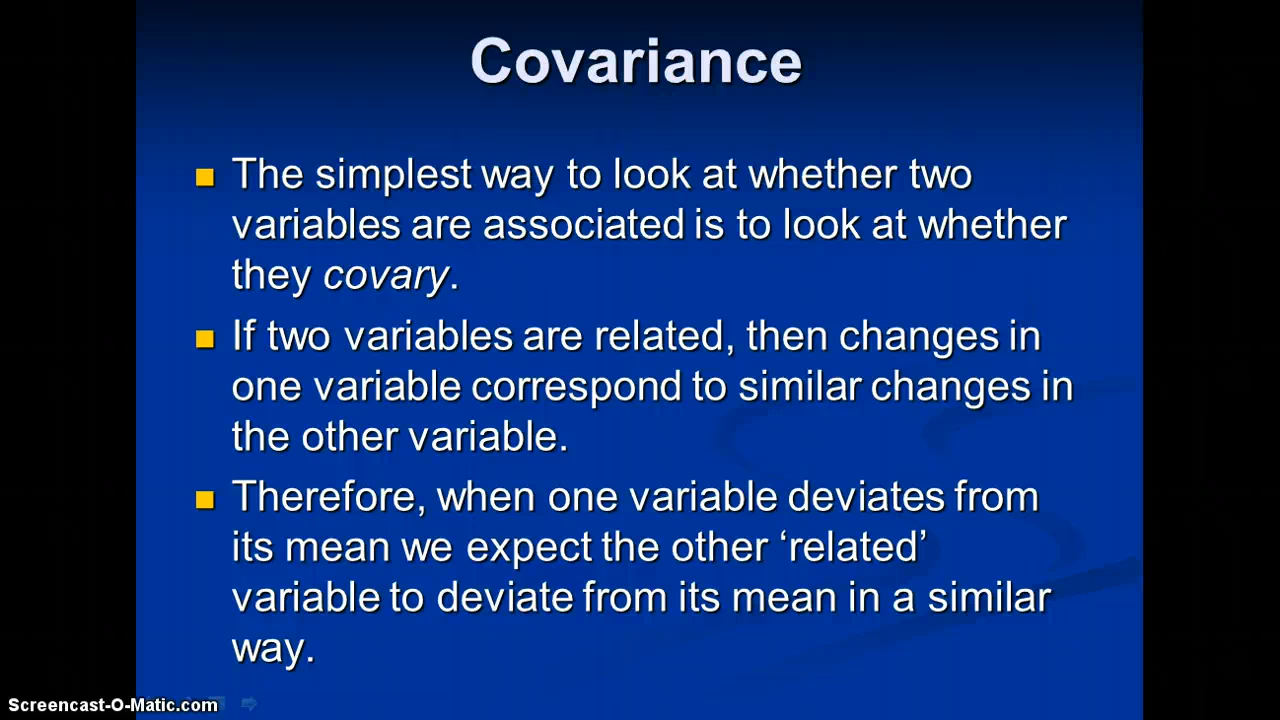 Covariance
The simplest way to look at whether two
variables are associated is to look at whether
they covary.
If two variables are related, then changes in
one variable correspond to similar changes in
the other variable.
Therefore, when one variable deviates from
its mean we expect the other ‘related’
variable to deviate from its mean in a similar
way.
Screencast-O-Matic.com